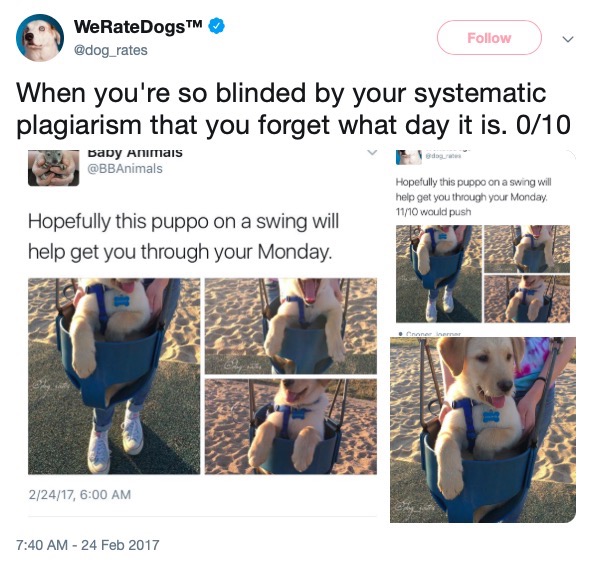 WeRateDogs™
@dog_rates
Follow
When you're so blinded by your systematic
plagiarism that you forget what day it is. 0/10
Baby Animals
@BBAnimals
Hopefully this puppo on a swing will
help get you through your Monday.
2/24/17, 6:00 AM
@dog_rates
Hopefully this puppo on a swing will
help get you through your Monday.
11/10 would push
7:40 AM - 24 Feb 2017